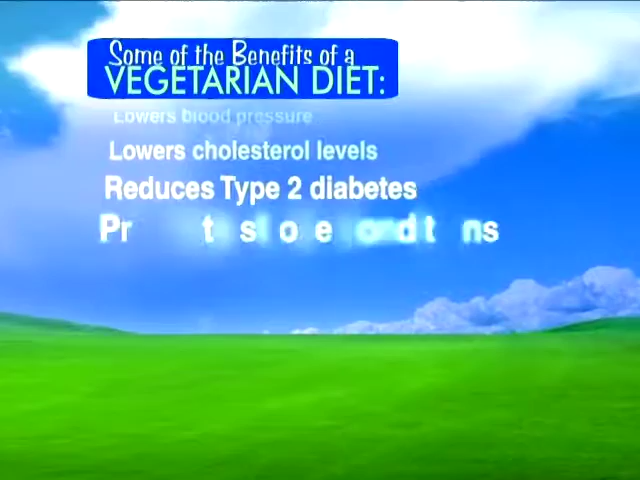 Some of the Benefits of a
VEGETARIAN DIET:
Lowers blood pressure
Lowers cholesterol levels
Reduces Type 2 diabetes